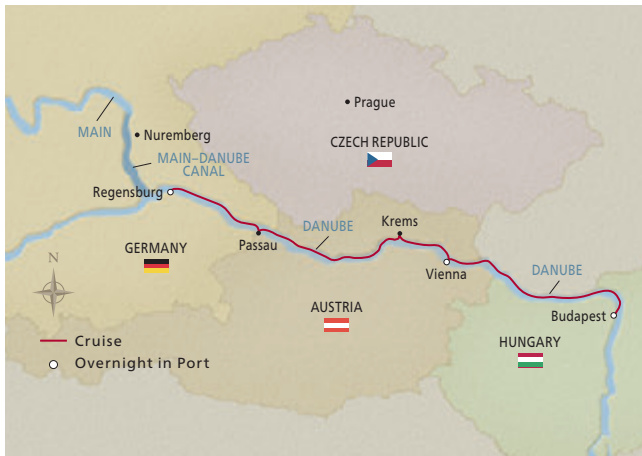 Prague
MAIN
Nuremberg
CZECH REPUBLIC
MAIN–DANUBE
CANAL
Regensburg
Krems
DANUBE
Passau
GERMANY
Vienna
N
DANUBE
AUSTRIA
Budapest
Cruise
HUNGARY
Overnight in Port